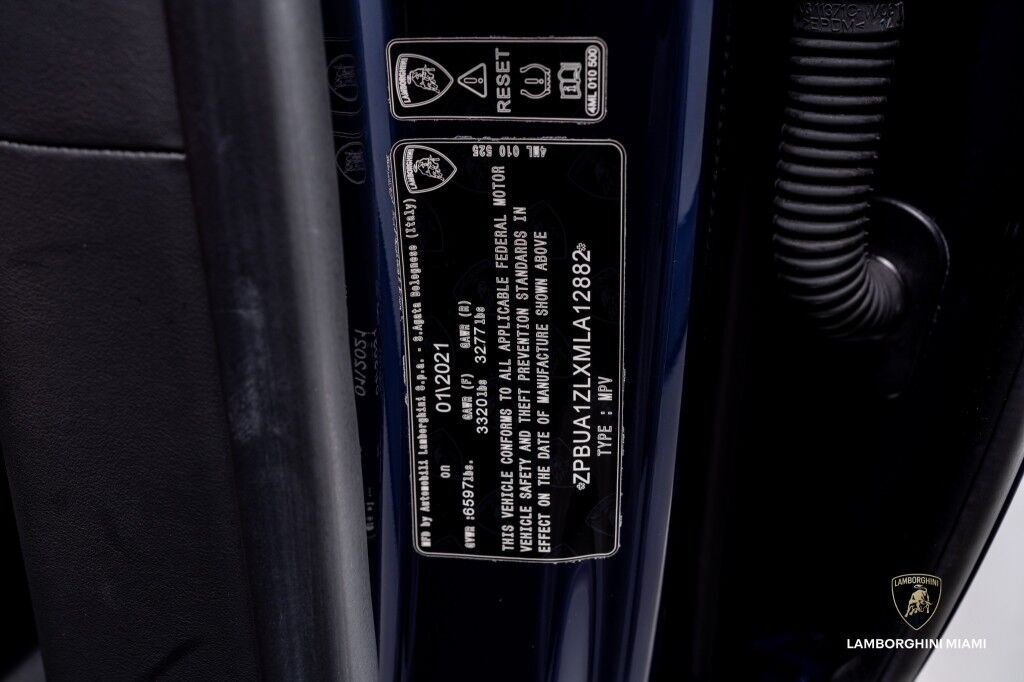 LAMBORGHINI
RESET
4ML 010 500
LAMBORGHINI
4ML 010 525
MFD by Automobili Lamborghini S.p.a. - S.Agata Bolognese (Italy)
on 01\2021
GAWR (F) GAWR (R)
GVWR :6597lbs. 3320lbs 3277lbs
THIS VEHICLE CONFORMS TO ALL APPLICABLE FEDERAL MOTOR
VEHICLE SAFETY AND THEFT PREVENTION STANDARDS IN
EFFECT ON THE DATE OF MANUFACTURE SHOWN ABOVE
ZPBUA1ZLXMLA12882
TYPE : MPV
LAMBORGHINI
LAMBORGHINI MIAMI